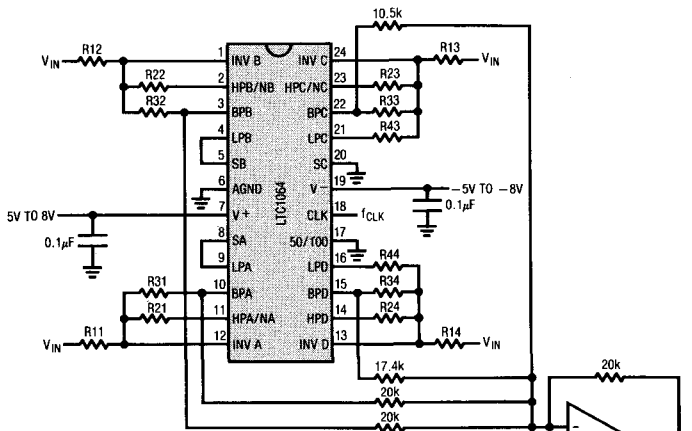 10.5k
R12
R13
VIN
VIN
1
INV B
INV C
24
R22
2
HPB/NB
HPC/NC
23
R23
R32
3
BPB
BPC
22
R33
4
LPB
LPC
21
R43
5
SB
SC
20
6
AGND
V−
19
−5V TO −8V
5V TO 8V
7
V+
CLK
18
fCLK
0.1µF
0.1µF
LTC1064
8
SA
50/100
17
9
LPA
LPD
16
R44
R31
10
BPA
BPD
15
R34
R21
11
HPA/NA
HPD
14
R24
R11
12
INV A
INV D
13
R14
VIN
VIN
17.4k
20k
20k
20k
−